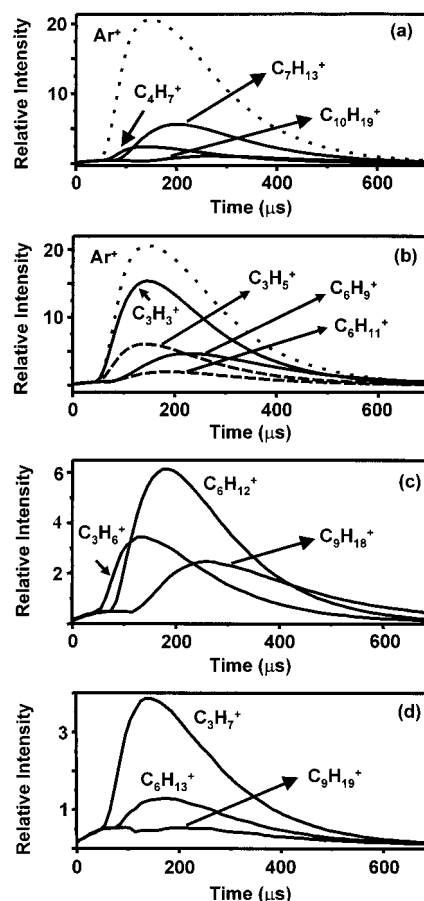 20
Ar⁺
(a)
C₄H₇⁺
C₇H₁₃⁺
10
C₁₀H₁₉⁺
Relative Intensity
0 200 400 600
Time (μs)
20
Ar⁺
(b)
C₃H₅⁺
C₆H₉⁺
10
C₃H₃⁺
C₆H₁₁⁺
Relative Intensity
0 200 400 600
Time (μs)
6
C₆H₁₂⁺
(c)
4
C₃H₆⁺
C₉H₁₈⁺
2
Relative Intensity
0 200 400 600
Time (μs)
(d)
3
C₃H₇⁺
C₆H₁₃⁺
C₉H₁₉⁺
1
Relative Intensity
0 200 400 600
Time (μs)